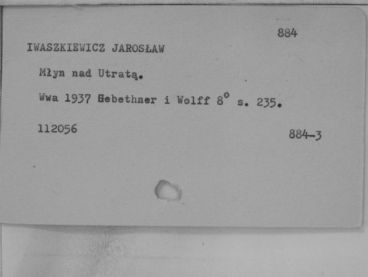 884
IWASZKIEWICZ JAROSŁAW
Młyn nad Utratą.
Wwa 1937 Gebethner i Wolff 8° s. 235.
112056
884-3